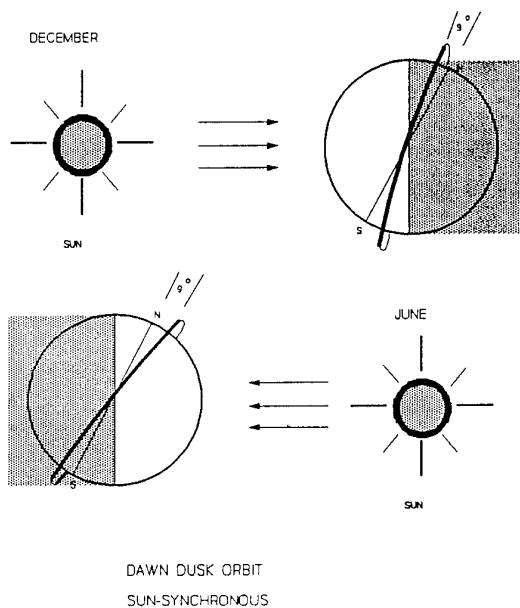 DECEMBER
9°
N
SUN
S
9°
N
JUNE
S
SUN
DAWN DUSK ORBIT
SUN-SYNCHRONOUS